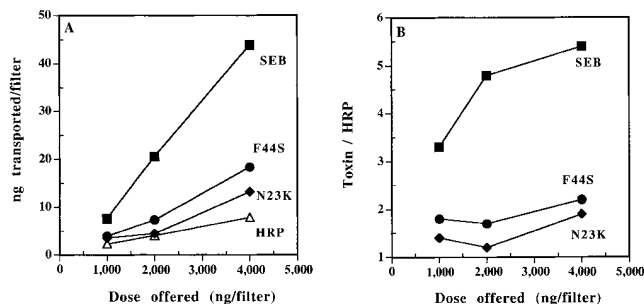 A
SEB
F44S
N23K
HRP
ng transported/filter
50
40
30
20
10
0
0 1,000 2,000 3,000 4,000 5,000
Dose offered (ng/filter)
B
SEB
F44S
N23K
Toxin / HRP
6
5
4
3
2
1
0 1,000 2,000 3,000 4,000 5,000
Dose offered (ng/filter)